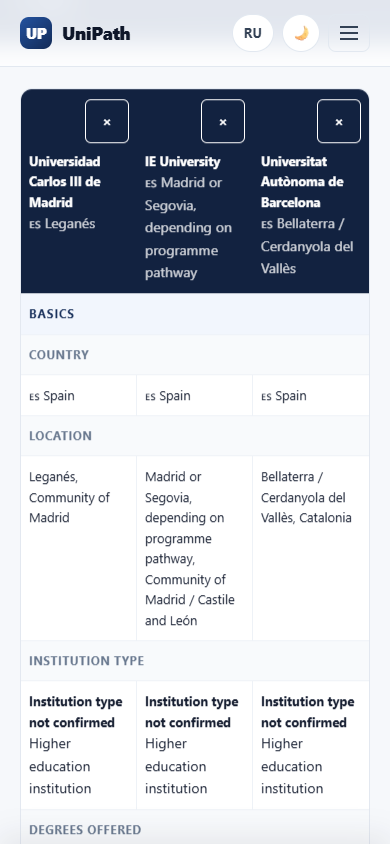 UP UniPath RU
× × ×
Universidad Carlos III de Madrid
ES Leganés
IE University
ES Madrid or Segovia, depending on programme pathway
Universitat Autònoma de Barcelona
ES Bellaterra / Cerdanyola del Vallès
BASICS
COUNTRY
ES Spain
ES Spain
ES Spain
LOCATION
Leganés, Community of Madrid
Madrid or Segovia, depending on programme pathway, Community of Madrid / Castile and León
Bellaterra / Cerdanyola del Vallès, Catalonia
INSTITUTION TYPE
Institution type not confirmed
Higher education institution
Institution type not confirmed
Higher education institution
Institution type not confirmed
Higher education institution
DEGREES OFFERED